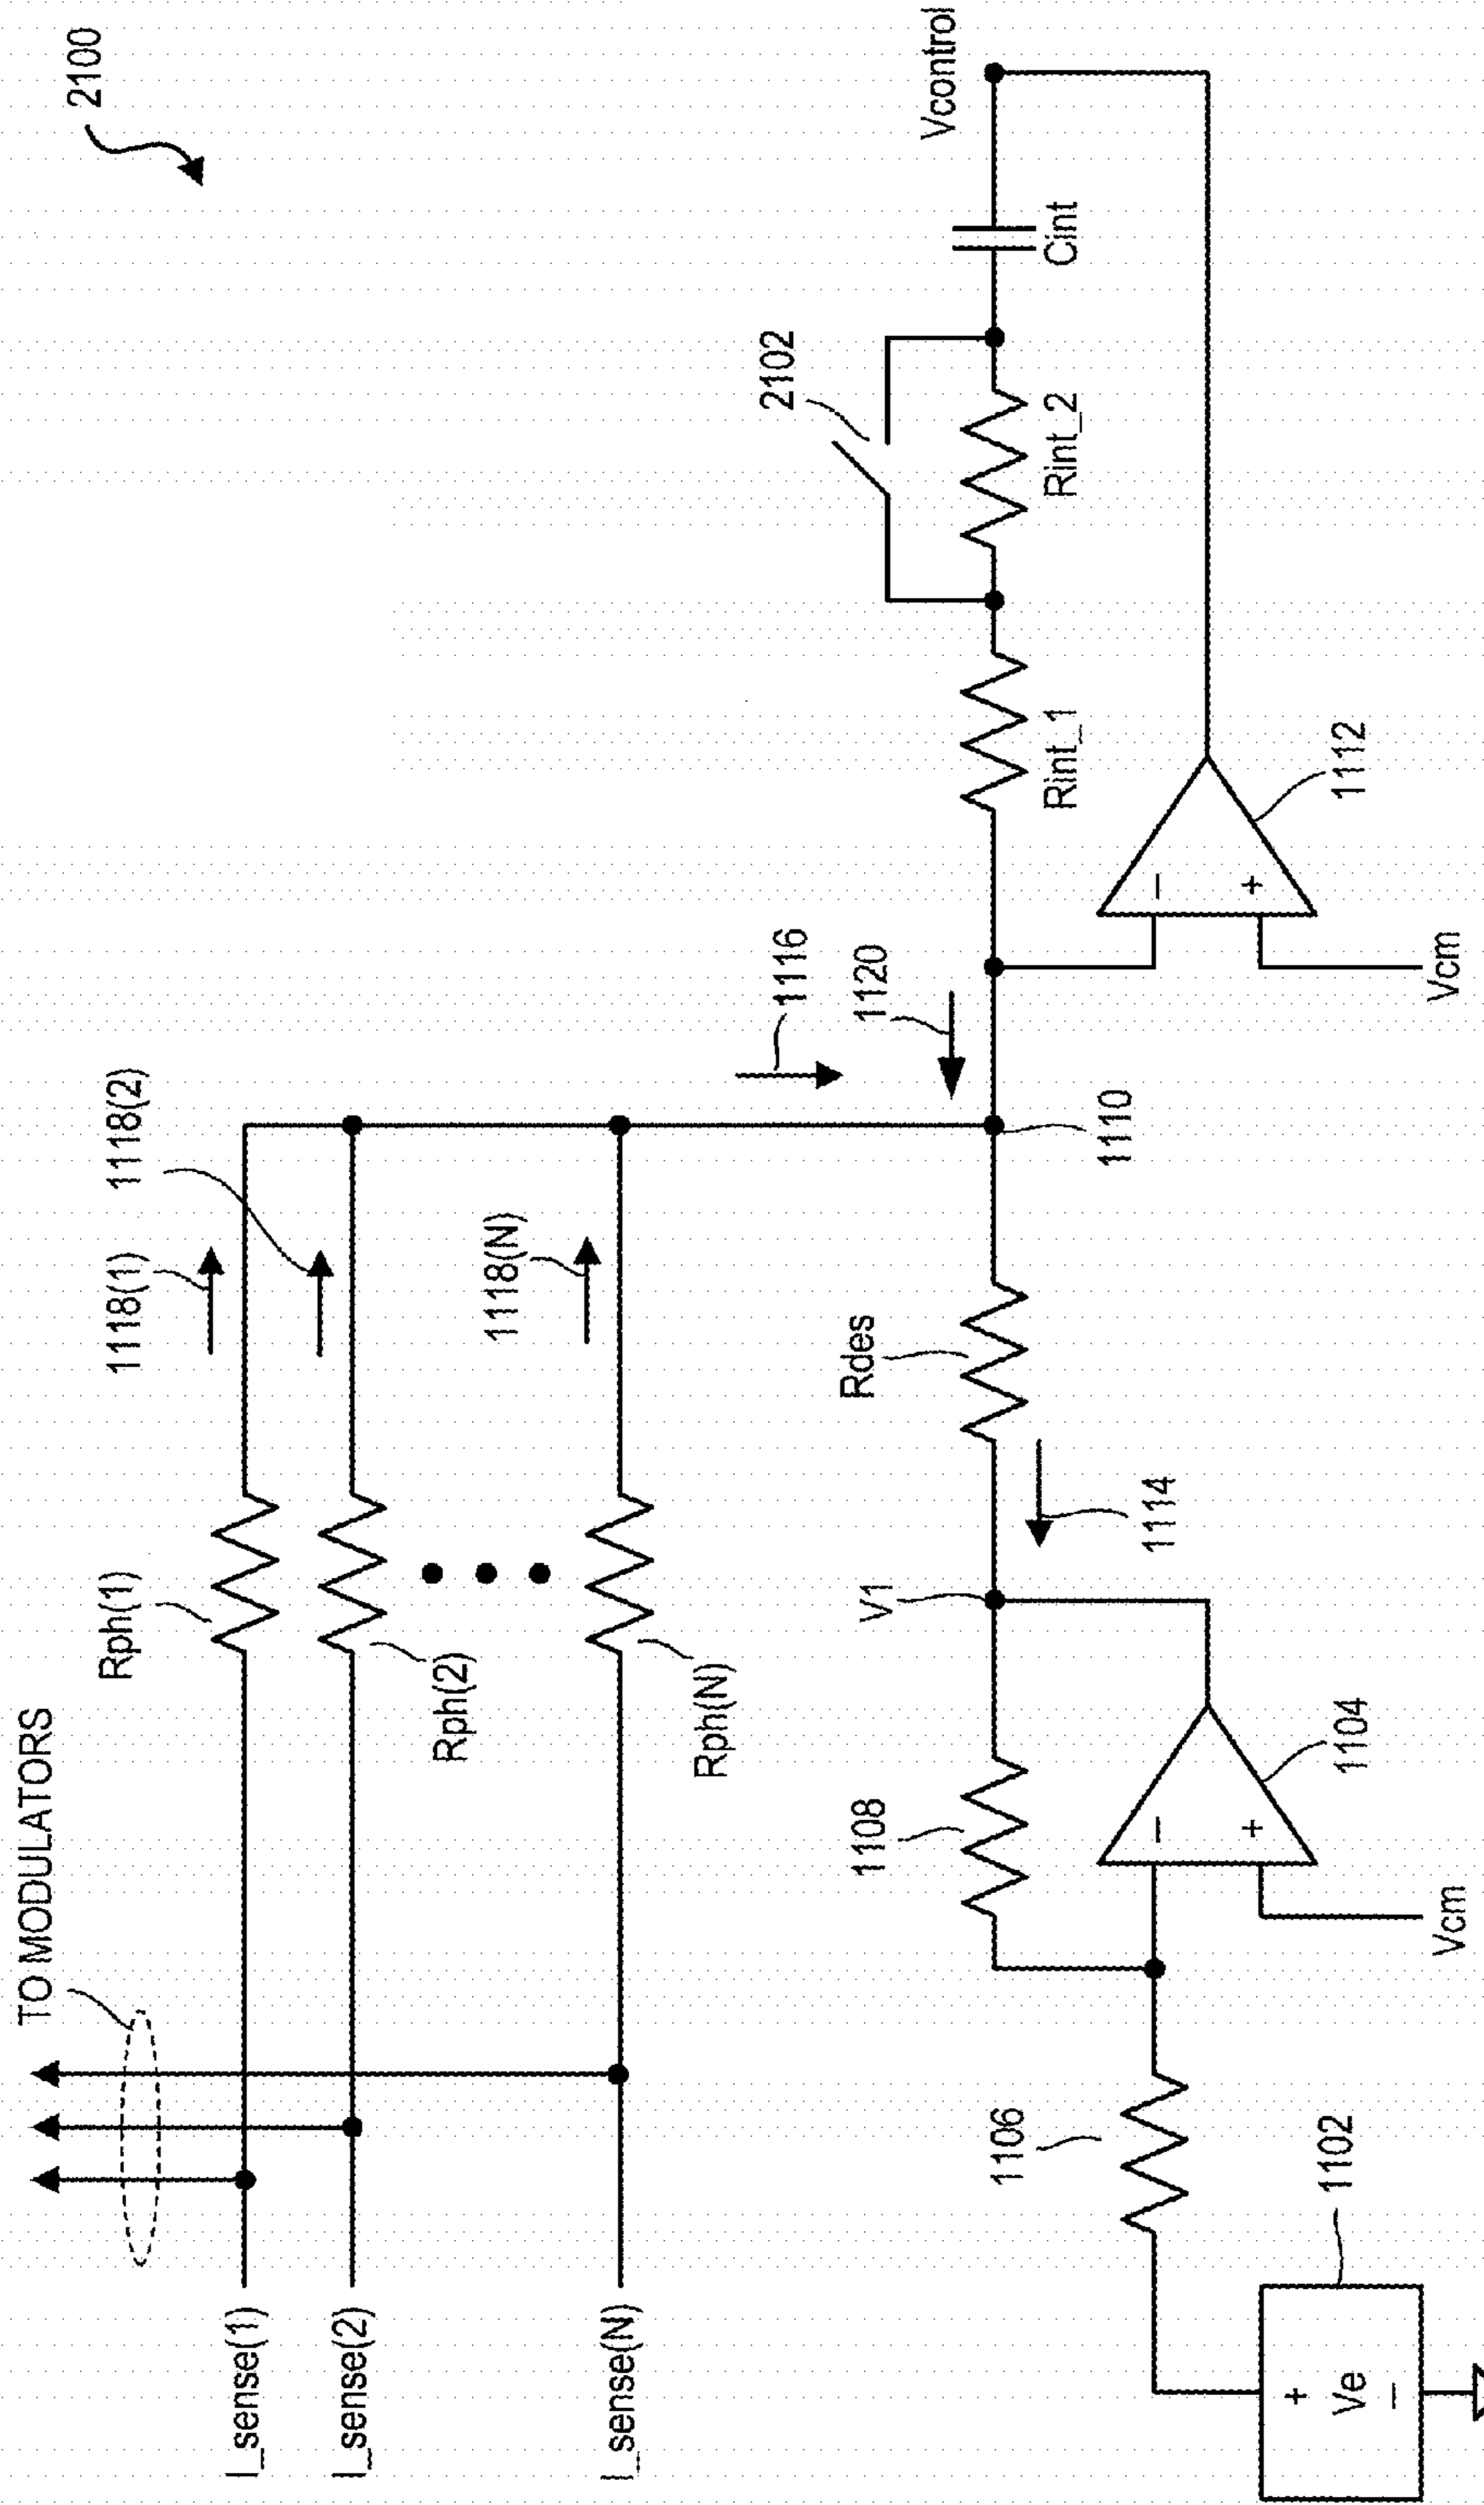 2100
TO MODULATORS
I_sense(1)
I_sense(2)
I_sense(N)
Rph(1)
Rph(2)
Rph(N)
1118(1)
1118(2)
1118(N)
1116
1120
1110
Rdes
1114
V1
1108
1104
−
+
Vcm
1106
1102
+
Ve
−
Rint_1
Rint_2
2102
Cint
Vcontrol
1112
−
+
Vcm